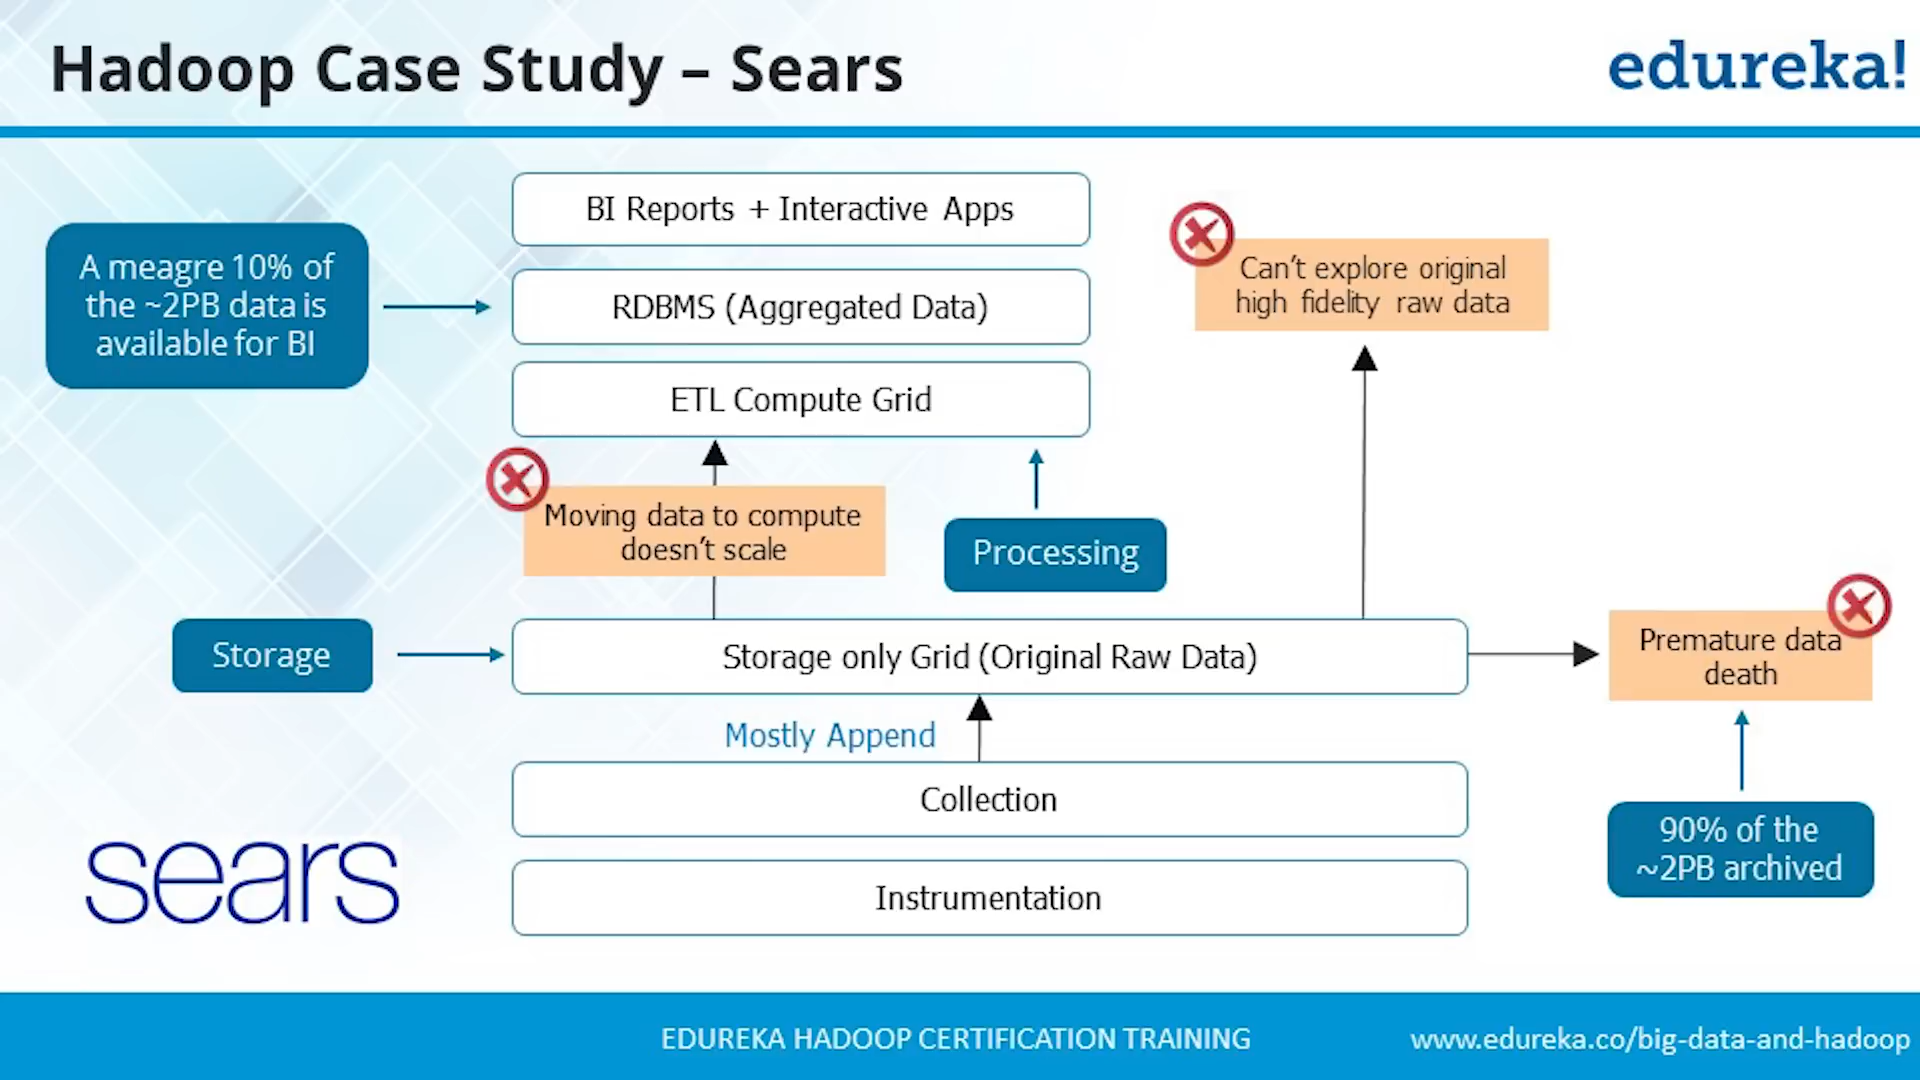 Hadoop Case Study – Sears
edureka!
BI Reports + Interactive Apps
A meagre 10% of
the ~2PB data is
available for BI
RDBMS (Aggregated Data)
ETL Compute Grid
Can't explore original
high fidelity raw data
Moving data to compute
doesn't scale
Processing
Storage
Storage only Grid (Original Raw Data)
Premature data
death
Mostly Append
Collection
90% of the
~2PB archived
sears
Instrumentation
EDUREKA HADOOP CERTIFICATION TRAINING
www.edureka.co/big-data-and-hadoop